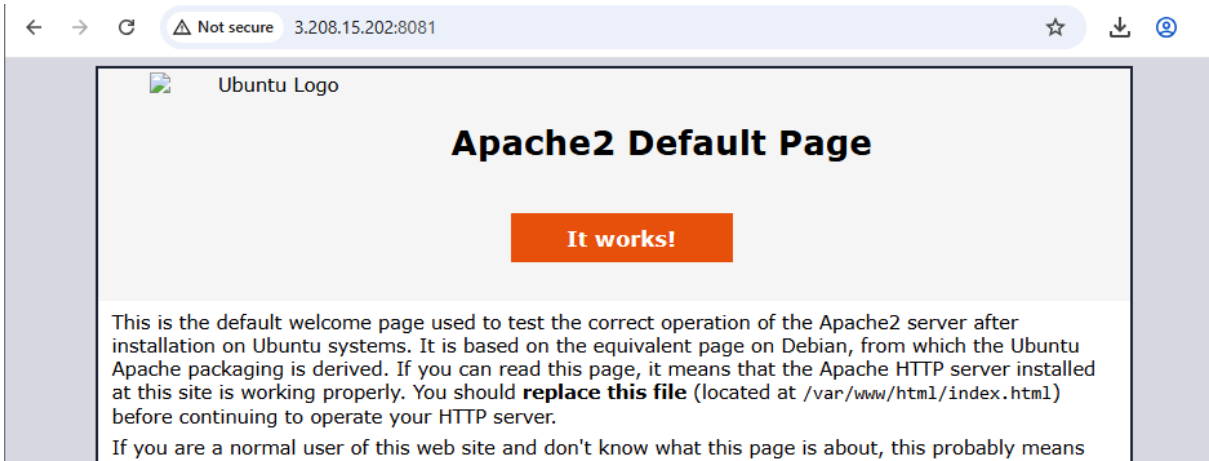 Not secure 3.208.15.202:8081
Ubuntu Logo
Apache2 Default Page
It works!
This is the default welcome page used to test the correct operation of the Apache2 server after
installation on Ubuntu systems. It is based on the equivalent page on Debian, from which the Ubuntu
Apache packaging is derived. If you can read this page, it means that the Apache HTTP server installed
at this site is working properly. You should replace this file (located at /var/www/html/index.html)
before continuing to operate your HTTP server.
If you are a normal user of this web site and don't know what this page is about, this probably means